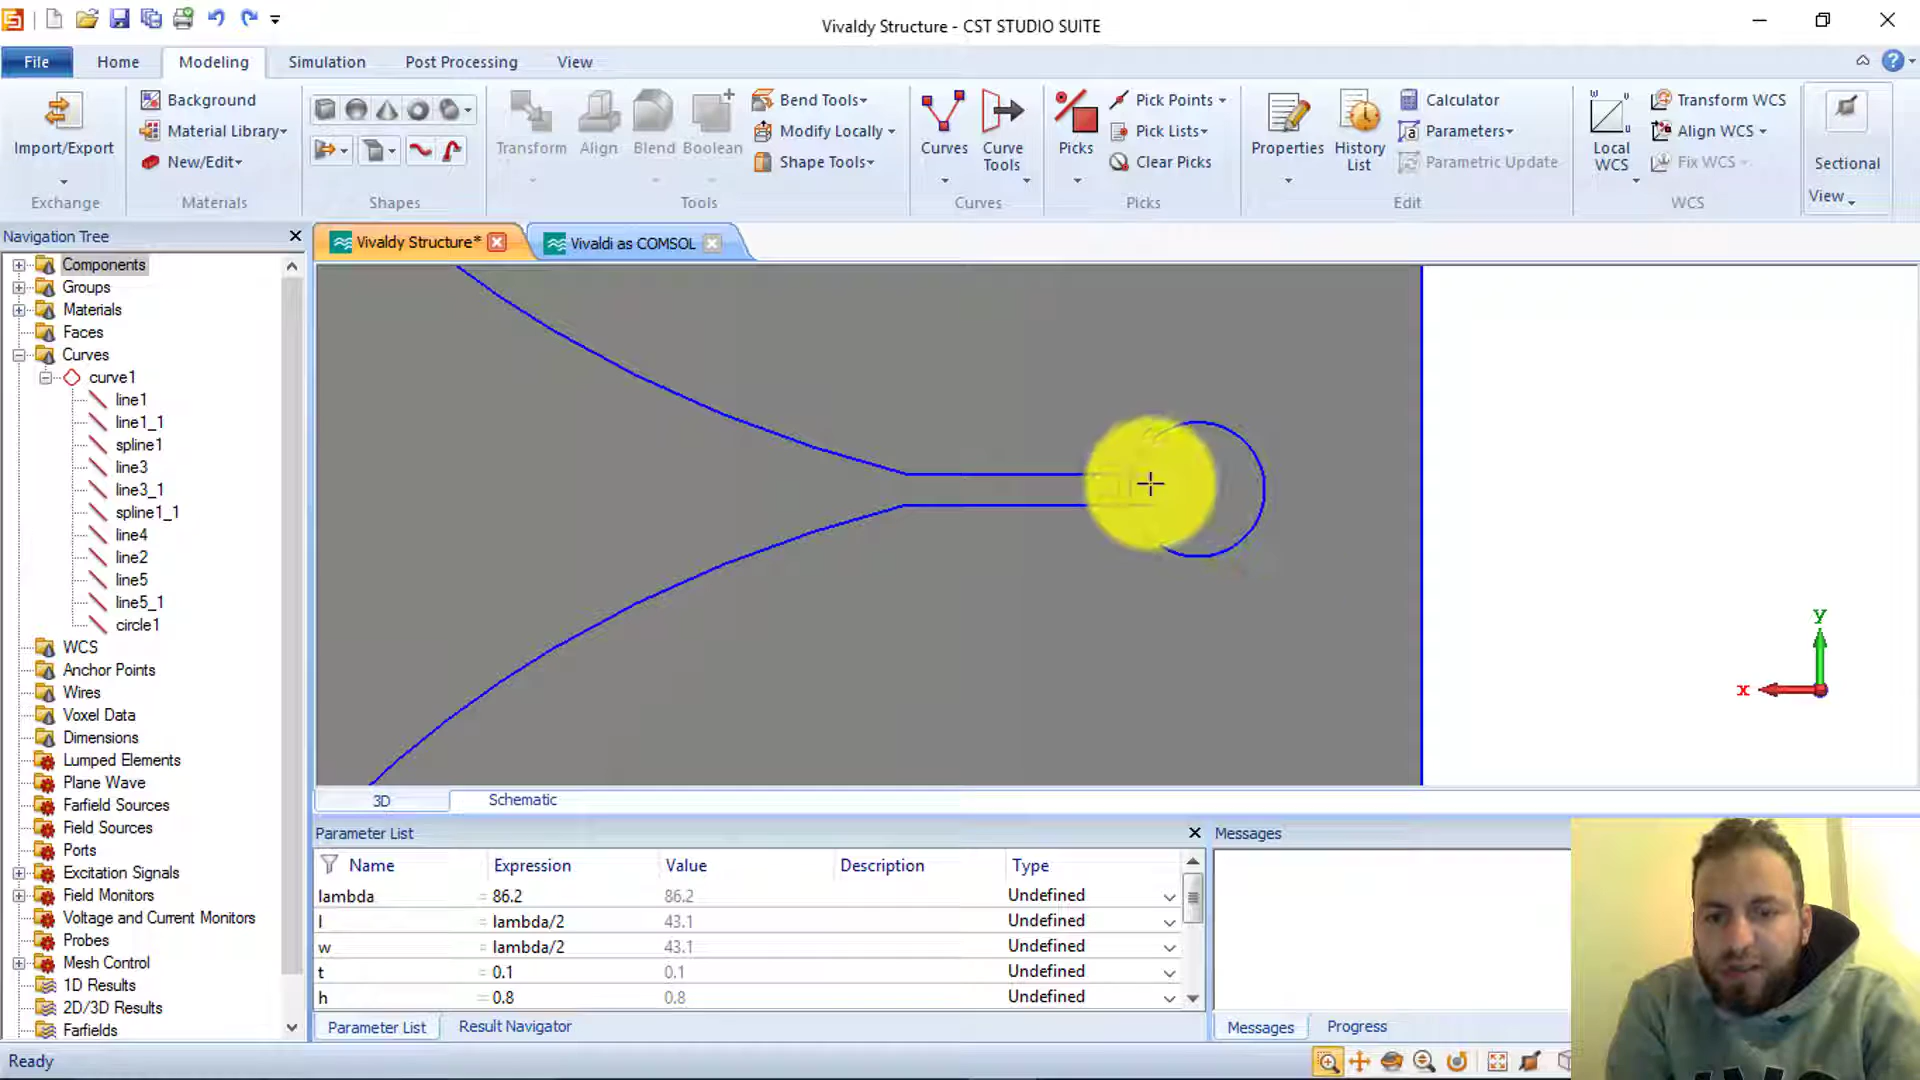 Vivaldy Structure - CST STUDIO SUITE
File
Home
Modeling
Simulation
Post Processing
View
Import/Export
Exchange
Background
Material Library
New/Edit
Materials
Shapes
Transform
Align
Blend
Boolean
Bend Tools
Modify Locally
Shape Tools
Tools
Curves
Curve Tools
Curves
Picks
Pick Points
Pick Lists
Clear Picks
Picks
Properties
History List
Calculator
Parameters
Parametric Update
Edit
Local WCS
Transform WCS
Align WCS
Fix WCS
WCS
Sectional
View
Navigation Tree
Vivaldy Structure*
Vivaldi as COMSOL
Components
Groups
Materials
Faces
Curves
curve1
line1
line1_1
spline1
line3
line3_1
spline1_1
line4
line2
line5
line5_1
circle1
WCS
Anchor Points
Wires
Voxel Data
Dimensions
Lumped Elements
Plane Wave
Farfield Sources
Field Sources
Ports
Excitation Signals
Field Monitors
Voltage and Current Monitors
Probes
Mesh Control
1D Results
2D/3D Results
Farfields
y
x
3D
Schematic
Parameter List
Name Expression Value Description Type
lambda = 86.2 86.2 Undefined
l = lambda/2 43.1 Undefined
w = lambda/2 43.1 Undefined
t = 0.1 0.1 Undefined
h = 0.8 0.8 Undefined
Parameter List
Result Navigator
Messages
Messages
Progress
Ready